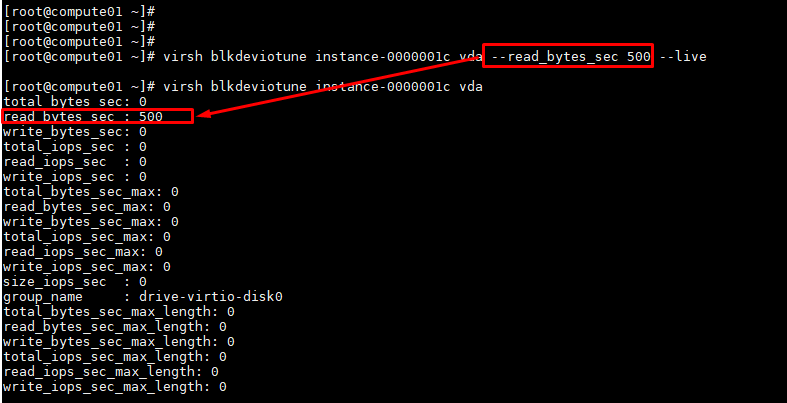 [root@compute01 ~]#
[root@compute01 ~]#
[root@compute01 ~]#
[root@compute01 ~]# virsh blkdeviotune instance-0000001c vda --read_bytes_sec 500 --live
[root@compute01 ~]# virsh blkdeviotune instance-0000001c vda
total_bytes_sec: 0
read_bytes_sec : 500
write_bytes_sec: 0
total_iops_sec : 0
read_iops_sec  : 0
write_iops_sec : 0
total_bytes_sec_max: 0
read_bytes_sec_max: 0
write_bytes_sec_max: 0
total_iops_sec_max: 0
read_iops_sec_max: 0
write_iops_sec_max: 0
size_iops_sec  : 0
group_name     : drive-virtio-disk0
total_bytes_sec_max_length: 0
read_bytes_sec_max_length: 0
write_bytes_sec_max_length: 0
total_iops_sec_max_length: 0
read_iops_sec_max_length: 0
write_iops_sec_max_length: 0